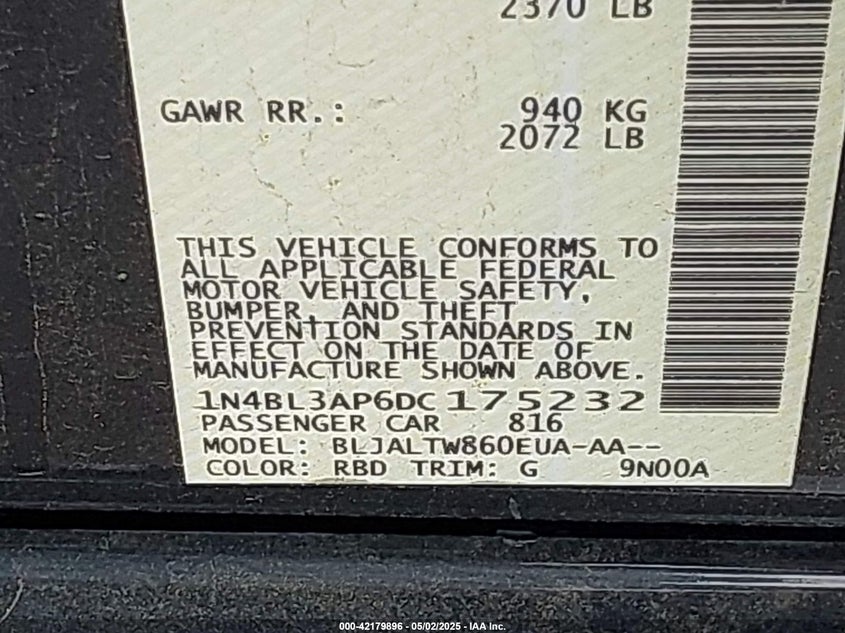 2370 LB
GAWR RR.: 940 KG
2072 LB
THIS VEHICLE CONFORMS TO
ALL APPLICABLE FEDERAL
MOTOR VEHICLE SAFETY,
BUMPER, AND THEFT
PREVENTION STANDARDS IN
EFFECT ON THE DATE OF
MANUFACTURE SHOWN ABOVE.
1N4BL3AP6DC175232
PASSENGER CAR 816
MODEL: BLJALTW860EUA-AA--
COLOR: RBD TRIM: G 9N00A
000-42179896 - 05/02/2025 - IAA Inc.